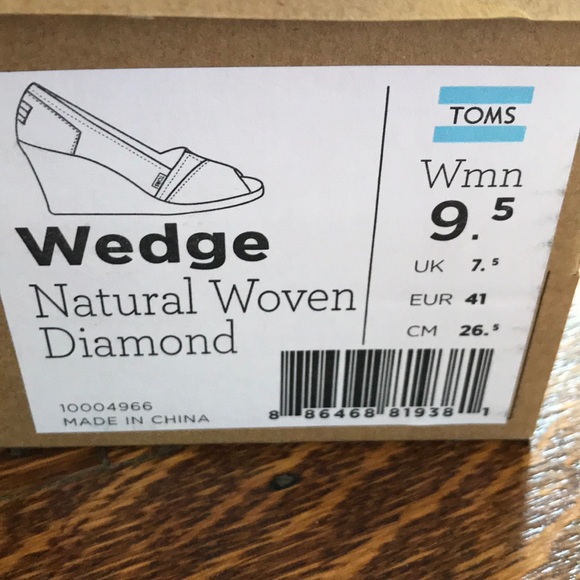 TOMS
Wedge
Natural Woven
Diamond
10004966
MADE IN CHINA
Wmn
9.5
UK 7.5
EUR 41
CM 26.5
8 86468 81938 1